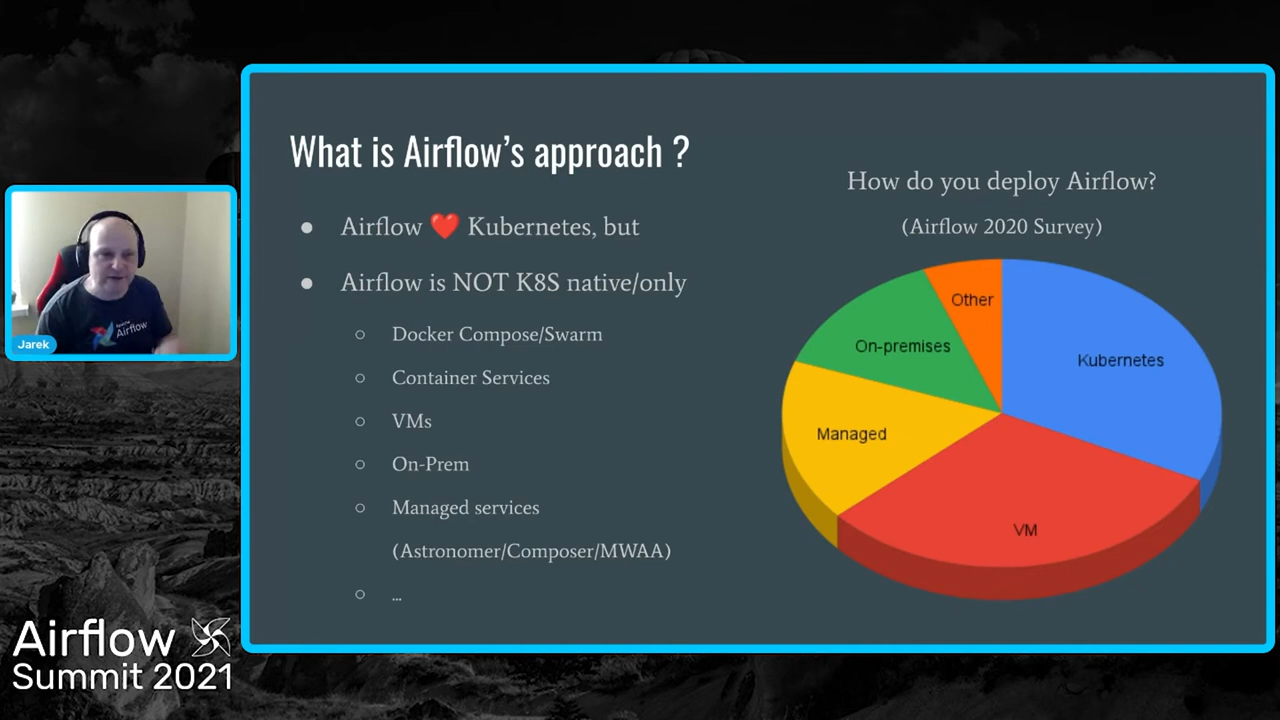 What is Airflow's approach ?
● Airflow ❤️ Kubernetes, but
● Airflow is NOT K8S native/only
○ Docker Compose/Swarm
○ Container Services
○ VMs
○ On-Prem
○ Managed services
(Astronomer/Composer/MWAA)
○ ...
How do you deploy Airflow?
(Airflow 2020 Survey)
Other
On-premises
Kubernetes
Managed
VM
Apache
Airflow
Jarek
Airflow
Summit 2021